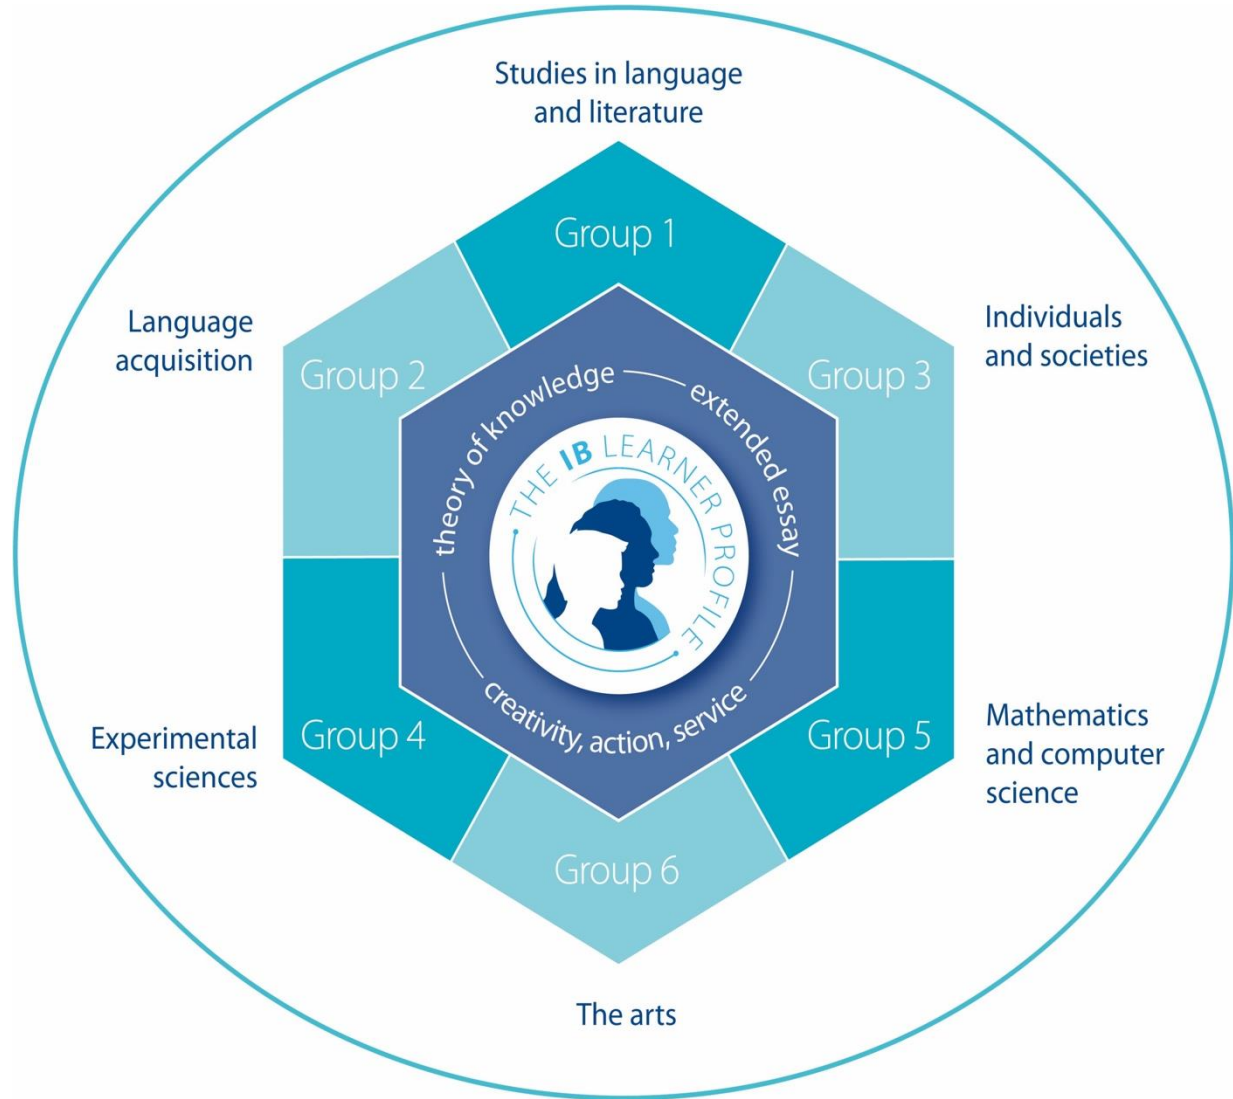 Studies in language
and literature
Group 1
Language
acquisition
Group 2
Individuals
and societies
Group 3
theory of knowledge
extended essay
THE IB LEARNER PROFILE
creativity, action, service
Experimental
sciences
Group 4
Mathematics
and computer
science
Group 5
Group 6
The arts